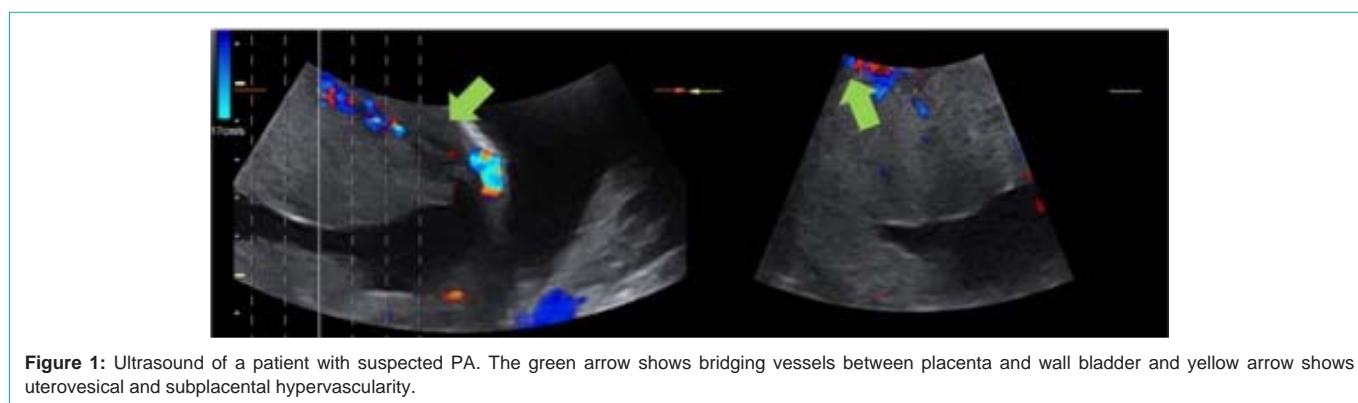 17cm/s
Figure 1: Ultrasound of a patient with suspected PA. The green arrow shows bridging vessels between placenta and wall bladder and yellow arrow shows
uterovesical and subplacental hypervascularity.